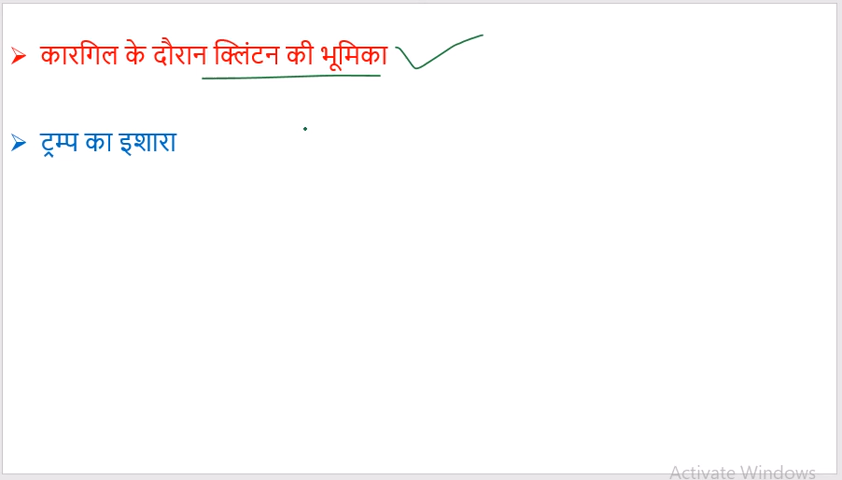 ➢ कारगिल के दौरान क्लिंटन की भूमिका
➢ ट्रम्प का इशारा
Activate Windows